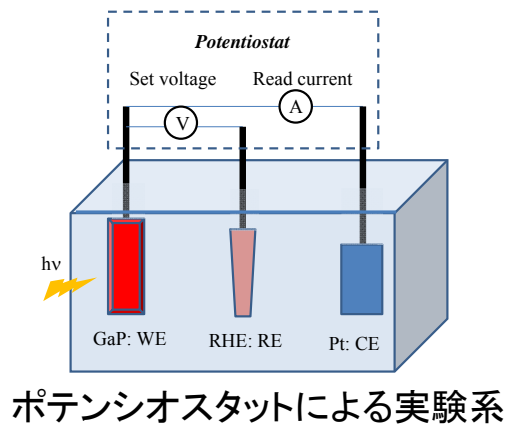 Potentiostat
Set voltage Read current
A
V
hν
GaP: WE RHE: RE Pt: CE
ポテンシオスタットによる実験系